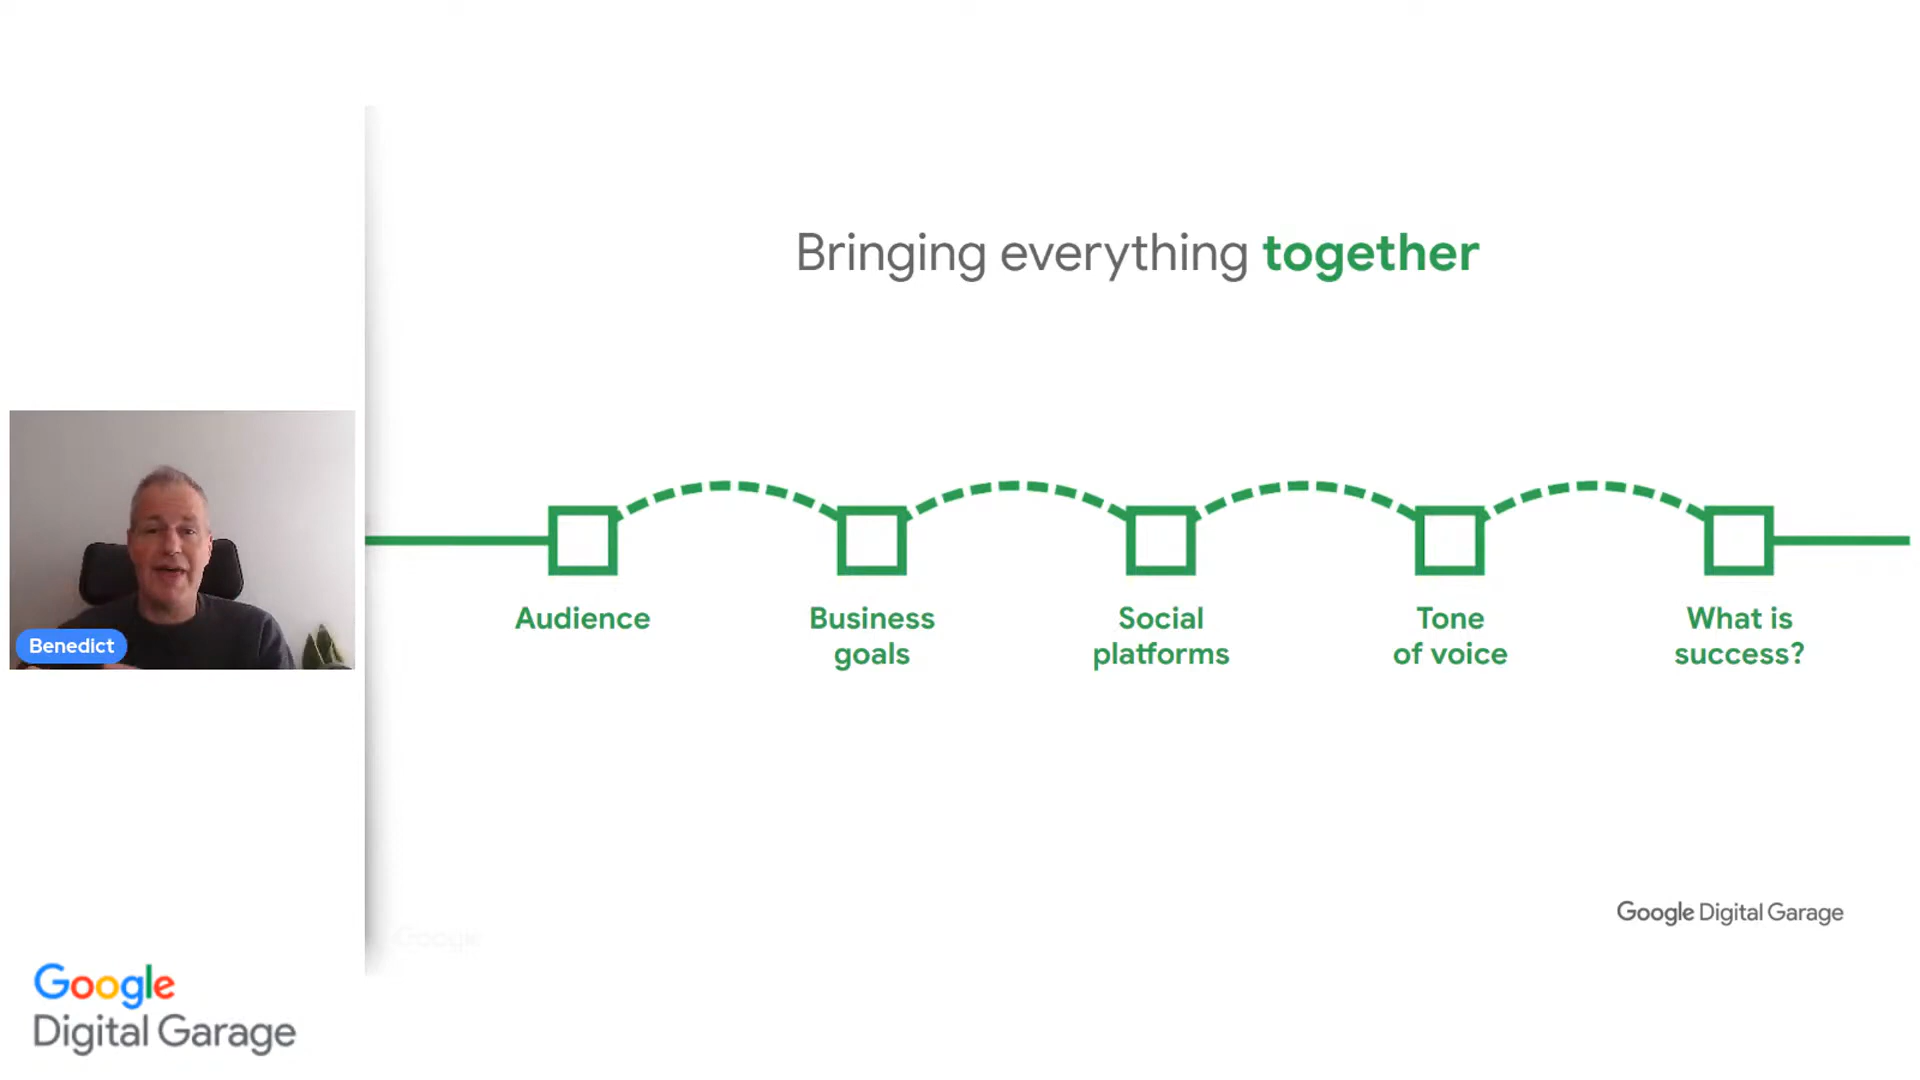 Bringing everything together
Benedict
Audience
Business
goals
Social
platforms
Tone
of voice
What is
success?
Google Digital Garage
Google
Google
Digital Garage